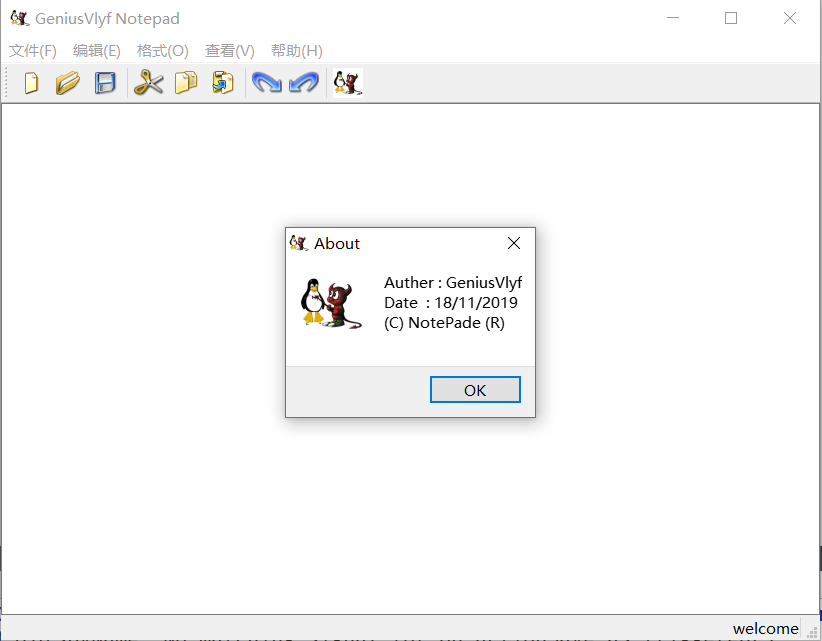 GeniusVlyf Notepad
文件(F) 编辑(E) 格式(O) 查看(V) 帮助(H)
About
Auther : GeniusVlyf
Date : 18/11/2019
(C) NotePade (R)
OK
welcome